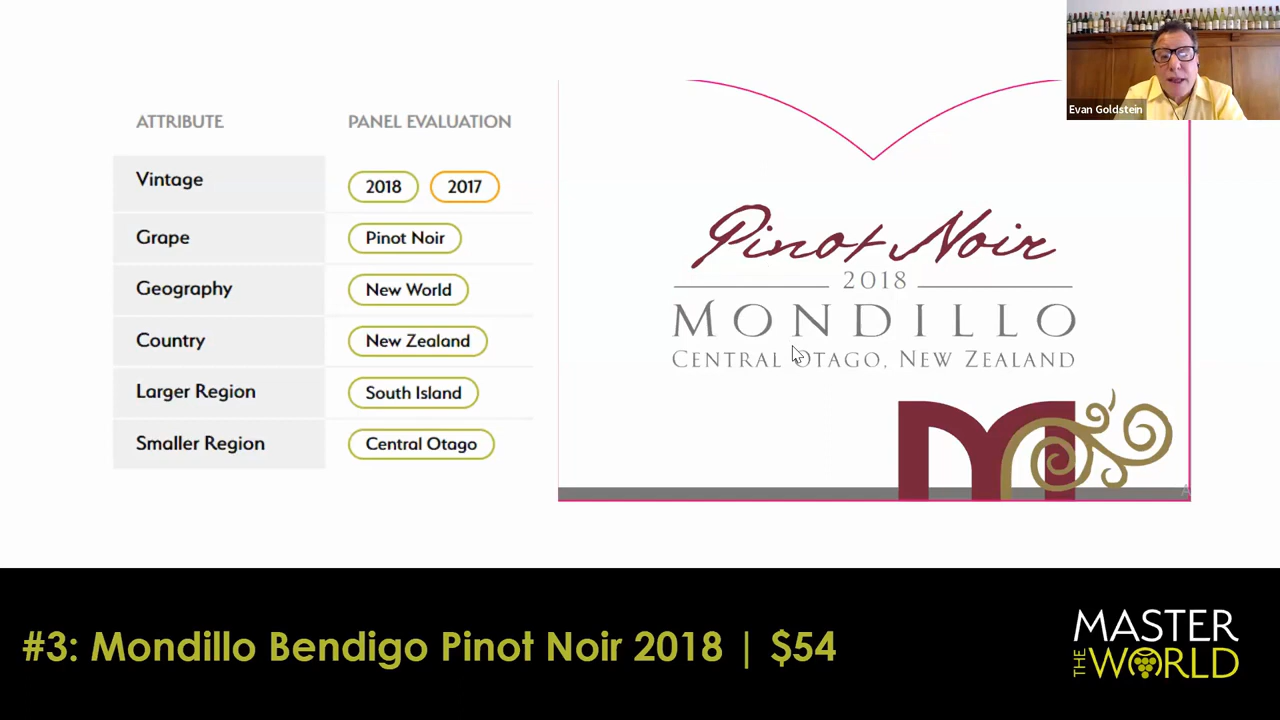 Evan Goldstein
ATTRIBUTE PANEL EVALUATION
Vintage 2018 2017
Grape Pinot Noir
Geography New World
Country New Zealand
Larger Region South Island
Smaller Region Central Otago
Pinot Noir
2018
MONDILLO
CENTRAL OTAGO, NEW ZEALAND
#3: Mondillo Bendigo Pinot Noir 2018 | $54
MASTER
THE WORLD